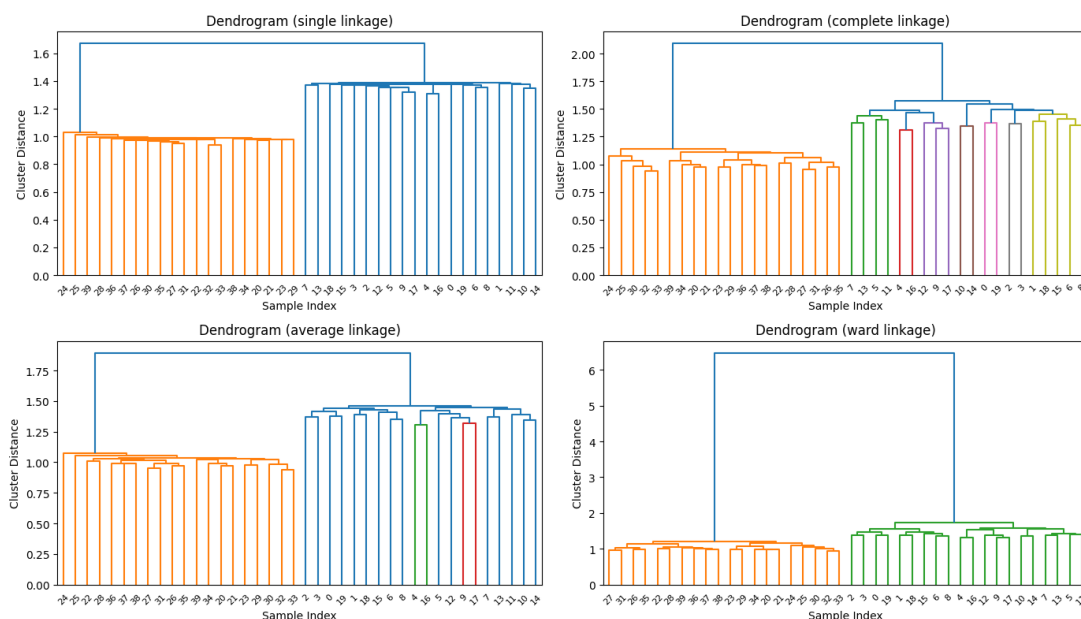 Dendrogram (single linkage)
1.6
1.4
1.2
1.0
0.8
0.6
0.4
0.2
0.0
Cluster Distance
24 25 39 28 36 37 26 30 35 27 31 22 32 33 38 34 20 21 23 29 7 13 18 15 3 2 12 5 9 17 4 16 0 19 6 8 1 11 10 14
Sample Index
Dendrogram (complete linkage)
2.00
1.75
1.50
1.25
1.00
0.75
0.50
0.25
0.00
Cluster Distance
24 25 30 32 33 39 34 20 21 23 29 36 37 38 22 28 27 31 26 35 7 13 5 11 4 16 12 9 17 10 14 0 19 2 3 1 18 15 6 8
Sample Index
Dendrogram (average linkage)
1.75
1.50
1.25
1.00
0.75
0.50
0.25
0.00
Cluster Distance
24 25 22 28 36 37 38 27 31 26 35 39 34 20 21 23 29 30 32 33 2 3 0 19 1 18 15 6 8 4 16 5 12 9 17 7 13 11 10 14
Sample Index
Dendrogram (ward linkage)
6
5
4
3
2
1
0
Cluster Distance
27 31 26 35 22 28 39 36 37 38 23 29 34 20 21 24 25 30 32 33 2 3 0 19 1 18 15 6 8 4 16 12 9 17 10 14 7 13 5 11
Sample Index